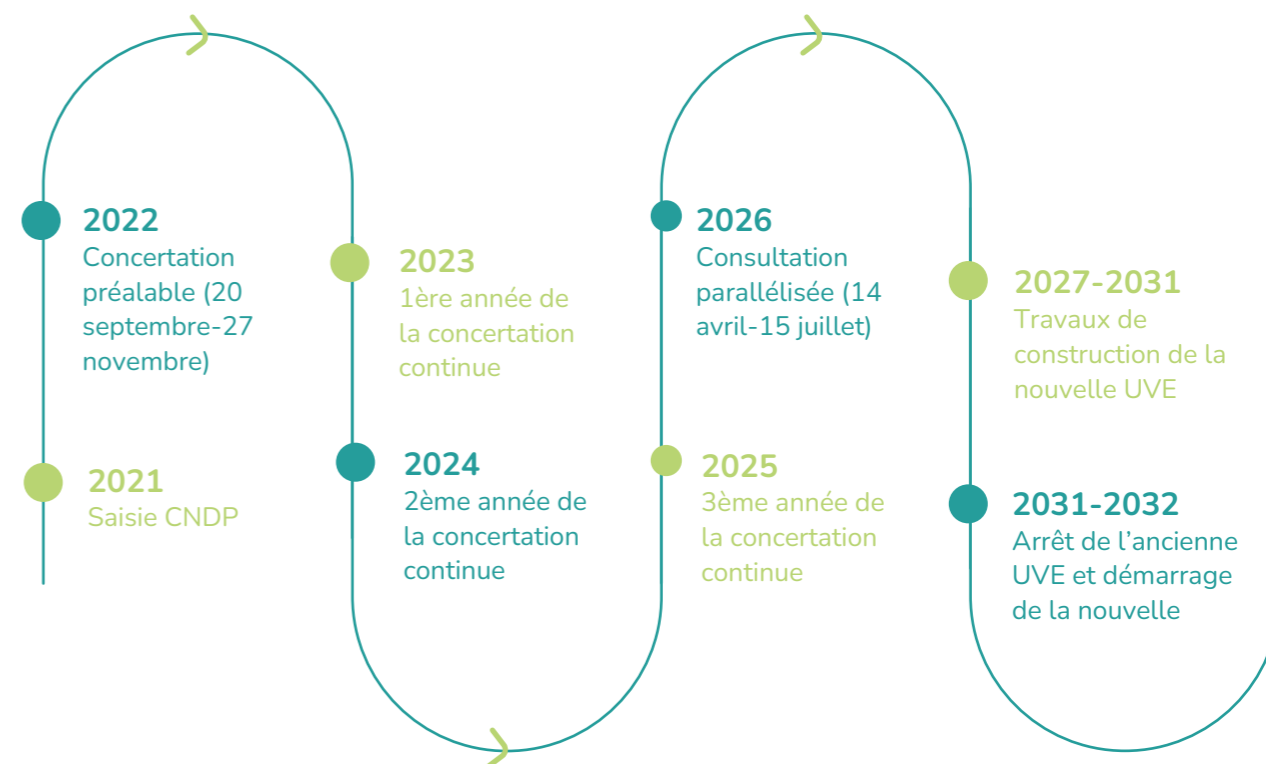 2021
Saisie CNDP
2022
Concertation
préalable (20
septembre-27
novembre)
2023
1ère année de
la concertation
continue
2024
2ème année de
la concertation
continue
2025
3ème année de
la concertation
continue
2026
Consultation
parallélisée (14
avril-15 juillet)
2027-2031
Travaux de
construction de la
nouvelle UVE
2031-2032
Arrêt de l’ancienne
UVE et démarrage
de la nouvelle